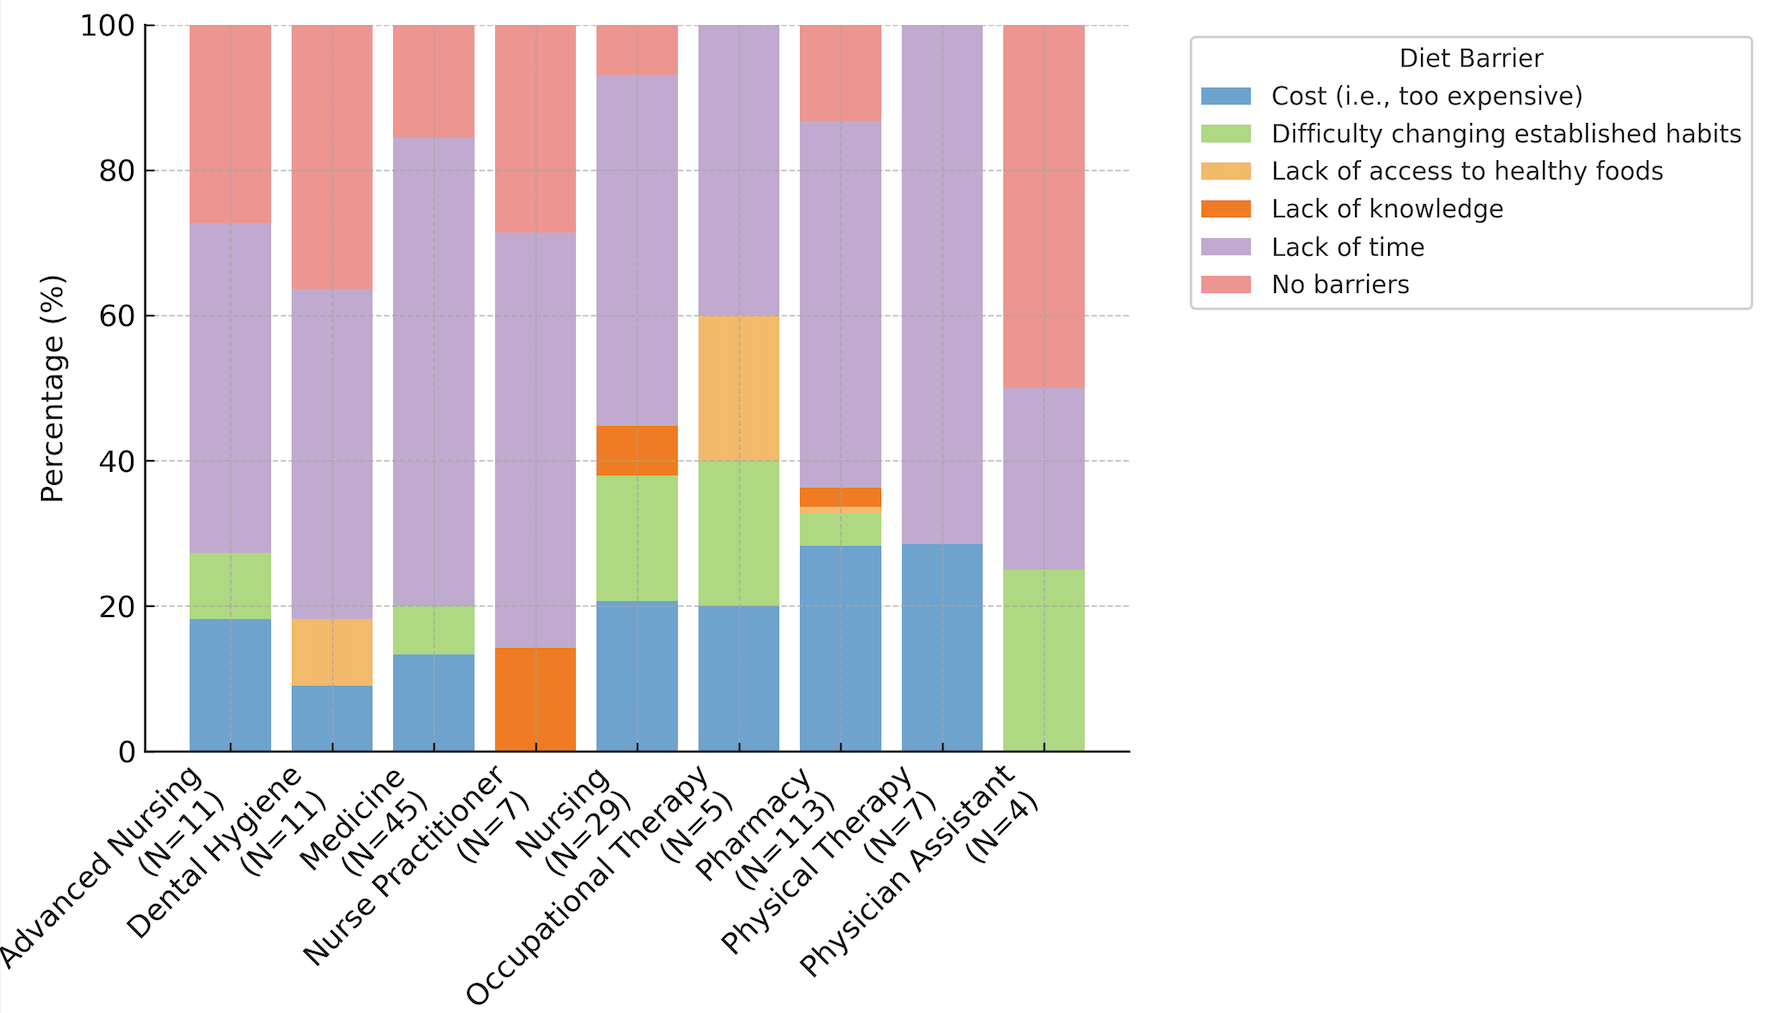 Percentage (%)
100
80
60
40
20
0
Advanced Nursing
(N=11)
Dental Hygiene
(N=11)
Medicine
(N=45)
Nurse Practitioner
(N=7)
Nursing
(N=29)
Occupational Therapy
(N=5)
Pharmacy
(N=113)
Physical Therapy
(N=7)
Physician Assistant
(N=4)
Diet Barrier
Cost (i.e., too expensive)
Difficulty changing established habits
Lack of access to healthy foods
Lack of knowledge
Lack of time
No barriers